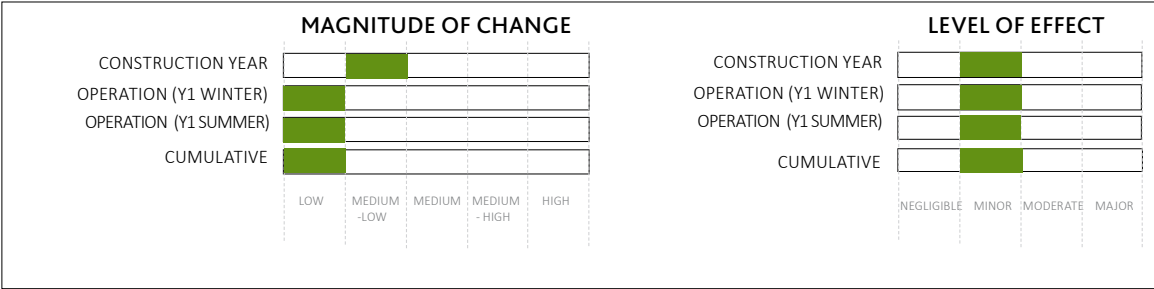 MAGNITUDE OF CHANGE
CONSTRUCTION YEAR
OPERATION (Y1 WINTER)
OPERATION (Y1 SUMMER)
CUMULATIVE
LOW
MEDIUM
-LOW
MEDIUM
MEDIUM
- HIGH
HIGH
LEVEL OF EFFECT
CONSTRUCTION YEAR
OPERATION (Y1 WINTER)
OPERATION (Y1 SUMMER)
CUMULATIVE
NEGLIGIBLE
MINOR
MODERATE
MAJOR